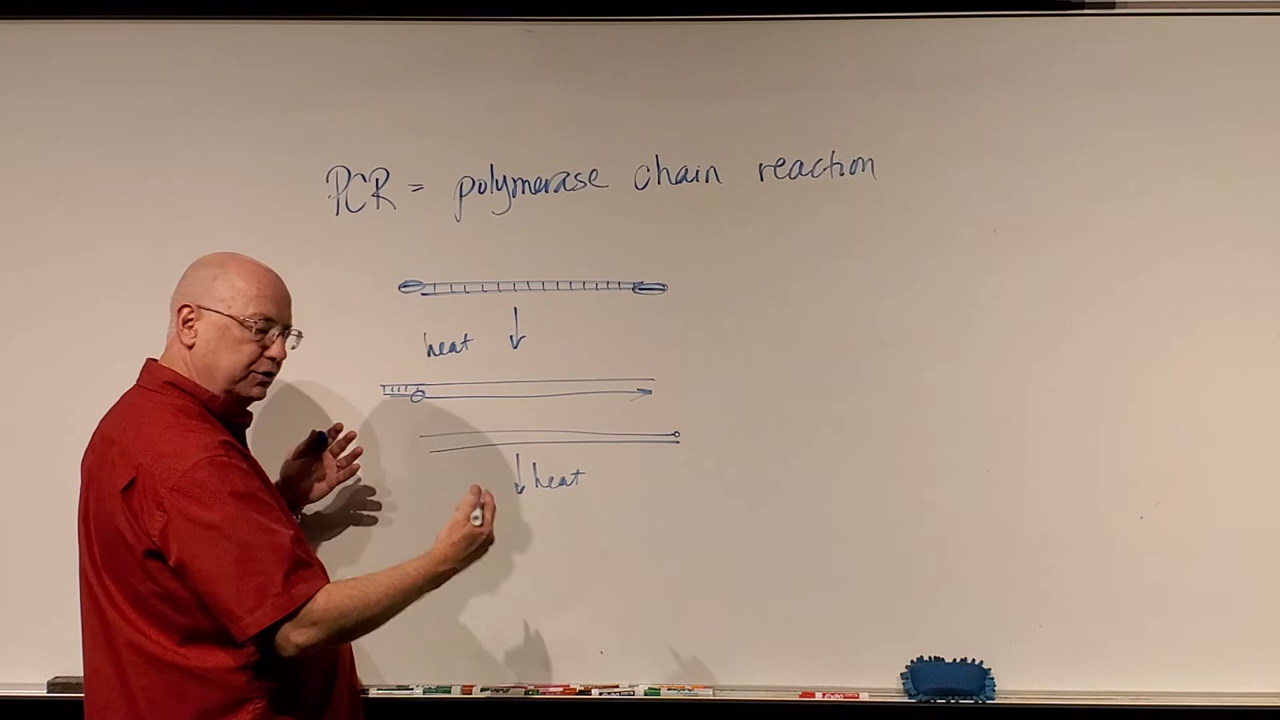 PCR = polymerase chain reaction
heat
heat